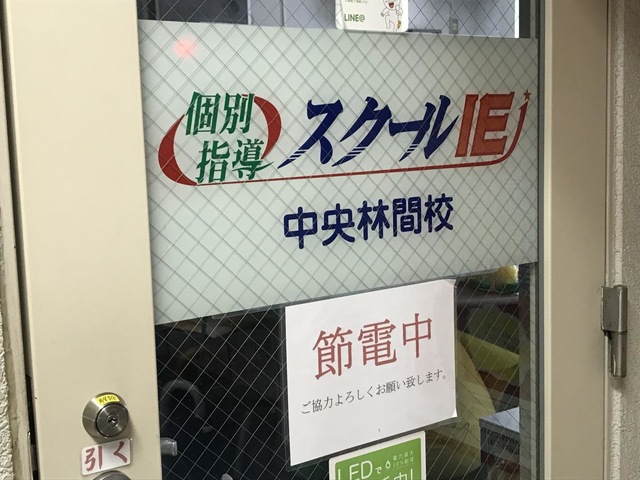 LINE@
個別
指導
スクールIE
中央林間校
節電中
ご協力よろしくお願い致します。
引く
LEDで